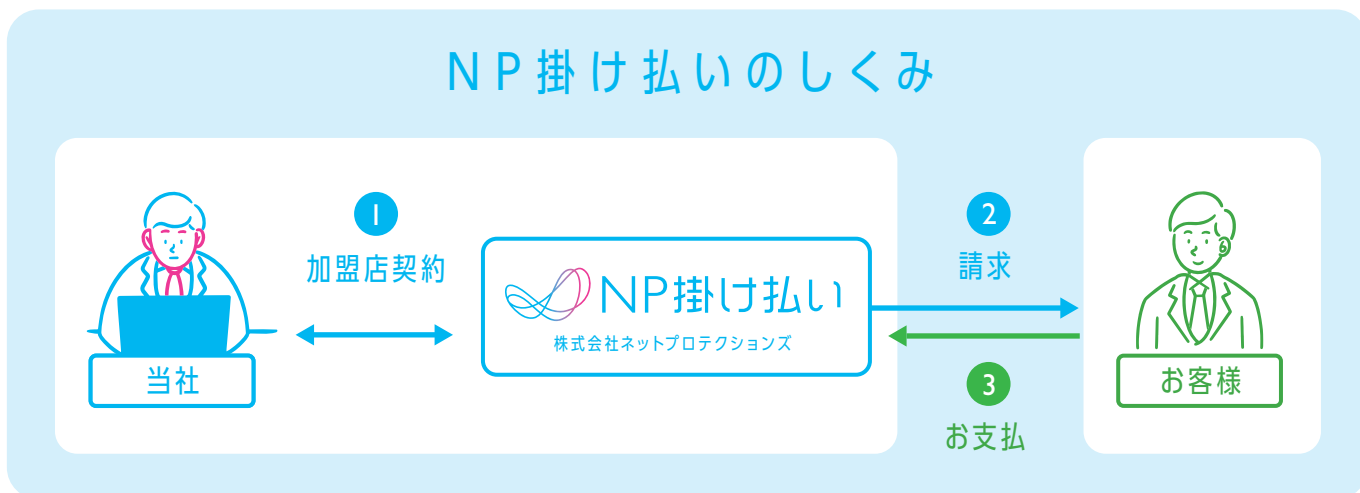 NP掛け払いのしくみ
1
加盟店契約
当社
NP掛け払い
株式会社ネットプロテクションズ
2
請求
3
お支払
お客様